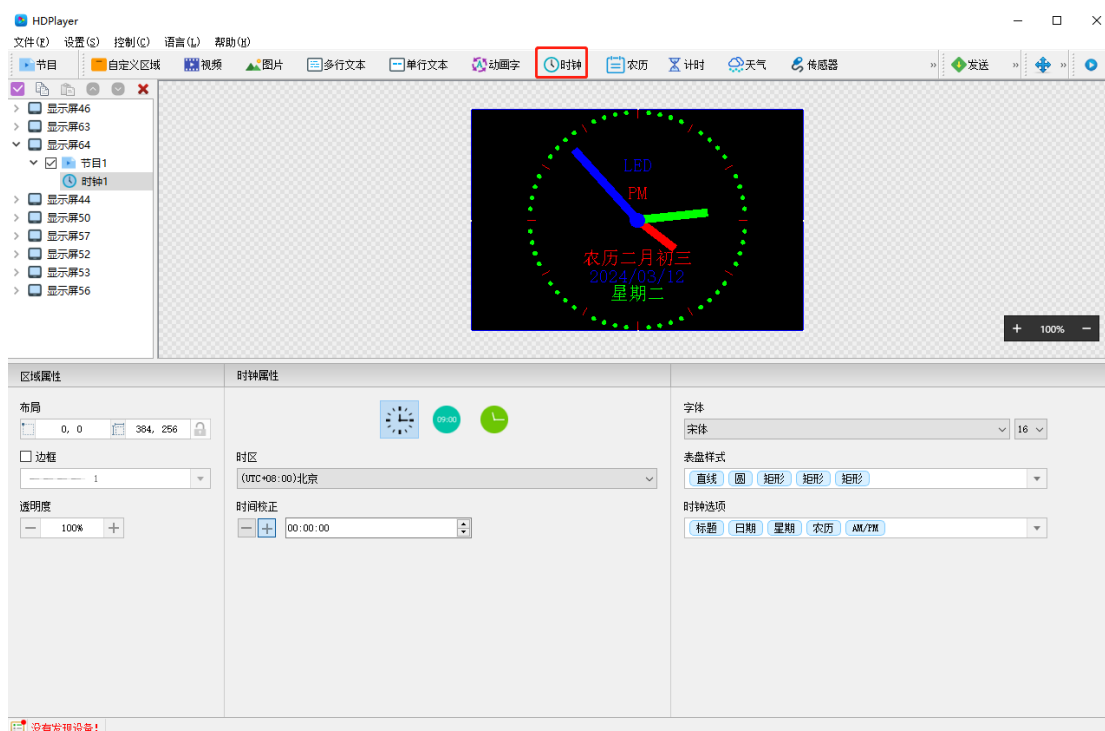 HDPlayer
文件(F) 设置(S) 控制(C) 语言(L) 帮助(H)
节目 自定义区域 视频 图片 多行文本 单行文本 动画字 时钟 农历 计时 天气 传感器 » 发送 » »
显示屏46
显示屏63
显示屏64
节目1
时钟1
显示屏44
显示屏50
显示屏57
显示屏52
显示屏53
显示屏56
LED
PM
农历二月初三
2024/03/12
星期二
+ 100% −
区域属性
布局
0, 0 384, 256
边框
1
透明度
— 100% +
时钟属性
09:00
时区
(UTC+08:00)北京
时间校正
— + 00:00:00
字体
宋体 16
表盘样式
直线 圆 矩形 矩形 矩形
时钟选项
标题 日期 星期 农历 AM/PM
没有发现设备!